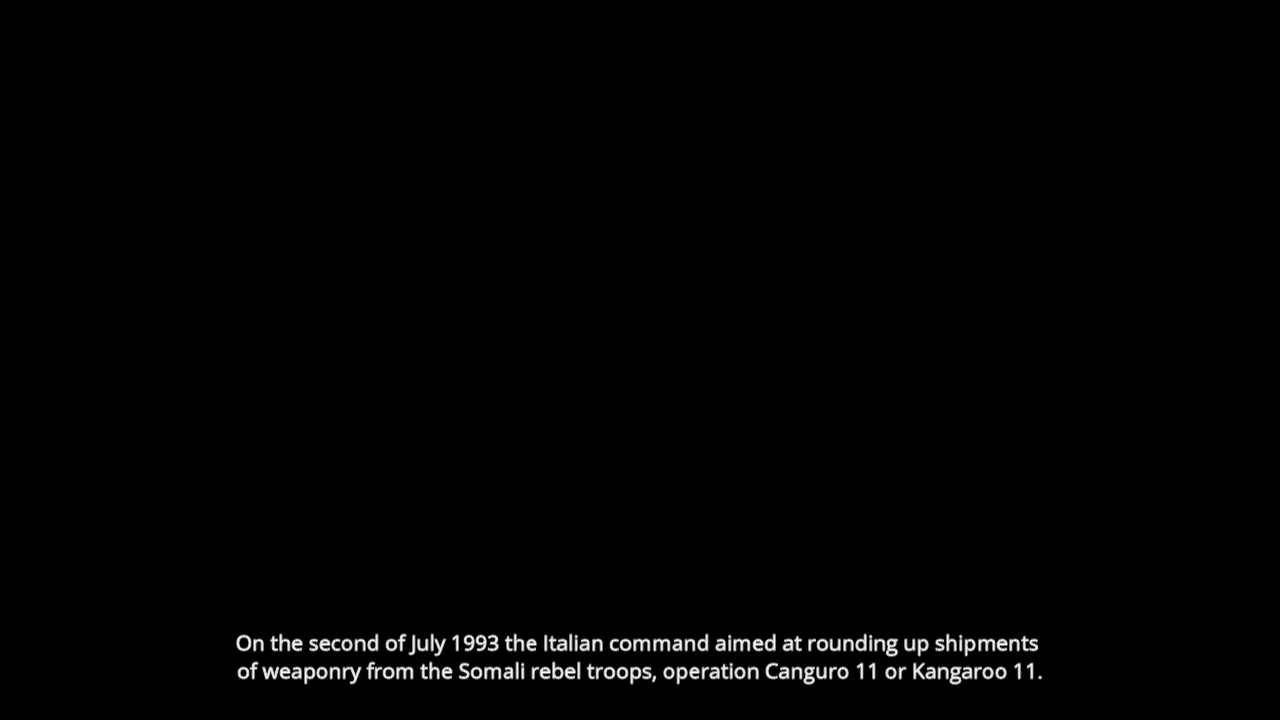 On the second of July 1993 the Italian command aimed at rounding up shipments
of weaponry from the Somali rebel troops, operation Canguro 11 or Kangaroo 11.